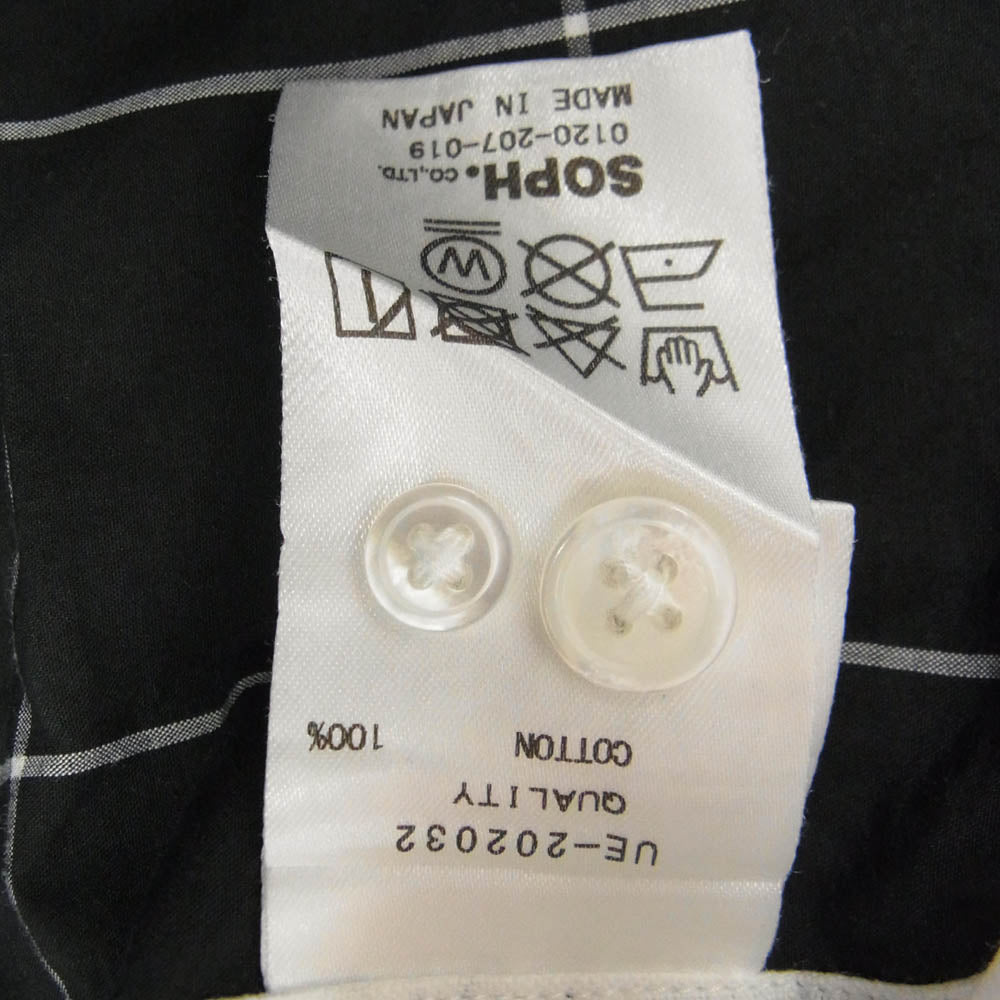 UE-202032
QUALITY
COTTON 100%
W
SOPH. CO.,LTD.
0120-207-019
MADE IN JAPAN